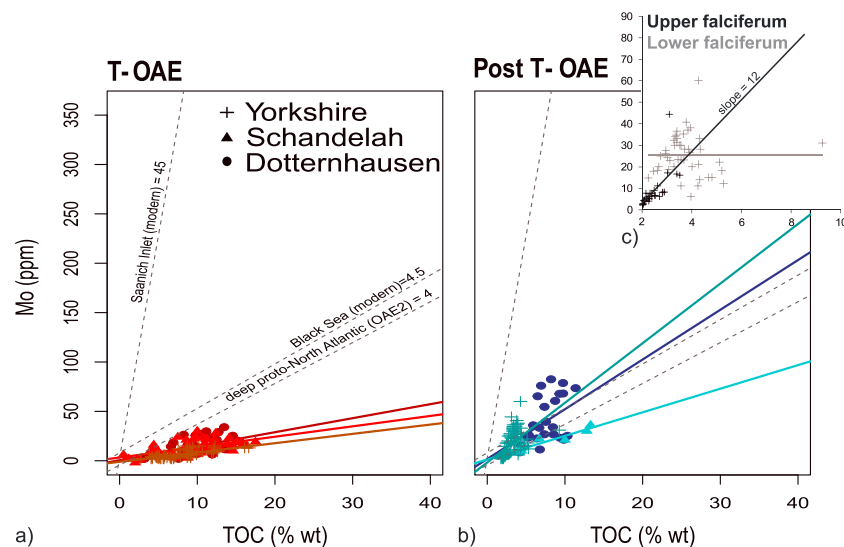 T- OAE
350
300
250
200
150
100
50
0
Mo (ppm)
+ Yorkshire
▲ Schandelah
● Dotternhausen
Saanich Inlet (modern) = 45
Black Sea (modern)=4.5
deep proto-North Atlantic (OAE2) = 4
0 10 20 30 40
TOC (% wt)
a)
Post T- OAE
0 10 20 30 40
TOC (% wt)
b)
90
80
70
60
50
40
30
20
10
0
Upper falciferum
Lower falciferum
slope = 12
2 4 6 8 10
c)